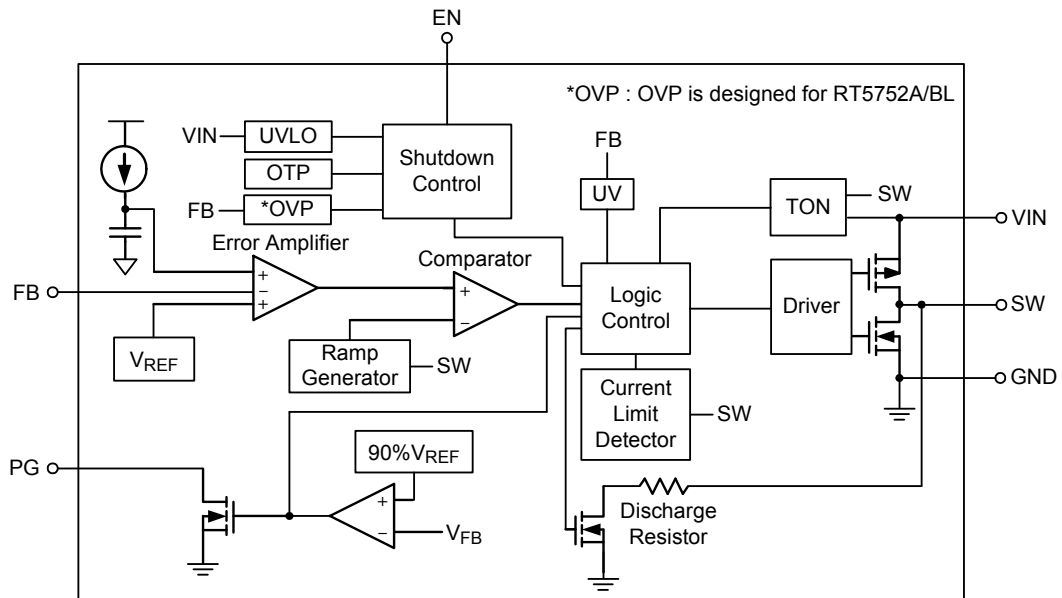 EN
*OVP : OVP is designed for RT5752A/BL
VIN
UVLO
OTP
FB
*OVP
Shutdown
Control
FB
UV
TON
SW
VIN
Error Amplifier
+
−
+
FB
VREF
Comparator
+
−
Ramp
Generator
SW
Logic
Control
Driver
SW
GND
Current
Limit
Detector
SW
PG
90%VREF
+
−
VFB
Discharge
Resistor